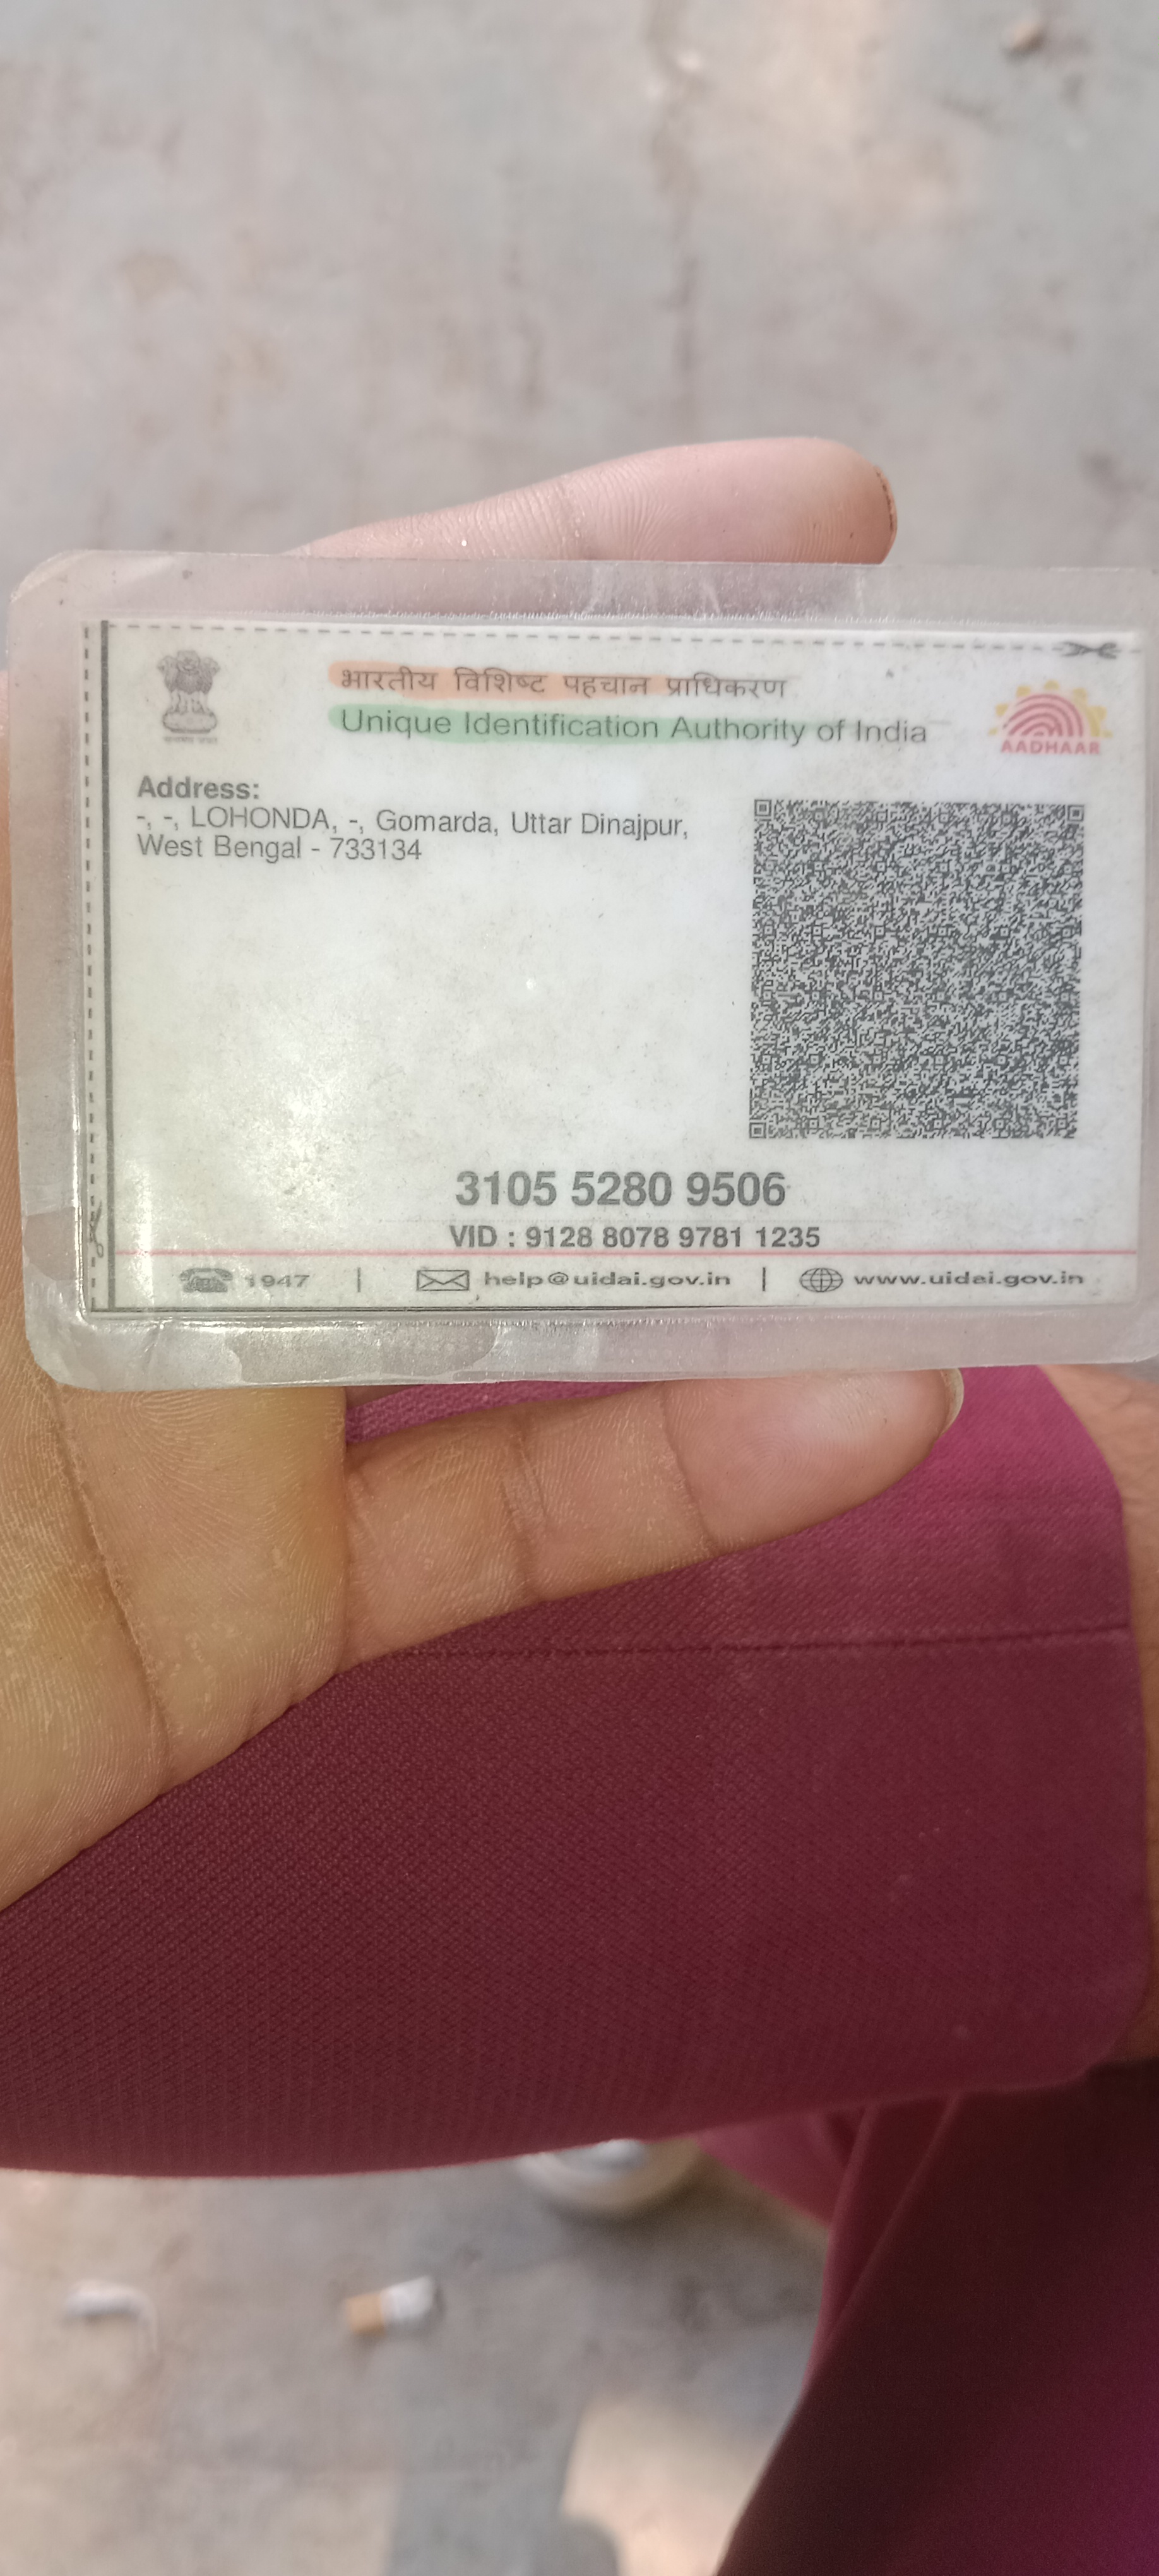 भारतीय विशिष्ट पहचान प्राधिकरण
Unique Identification Authority of India
AADHAAR
Address:
-, -, LOHONDA, -, Gomarda, Uttar Dinajpur,
West Bengal - 733134
3105 5280 9506
VID : 9128 8078 9781 1235
1947 | help@uidai.gov.in | www.uidai.gov.in